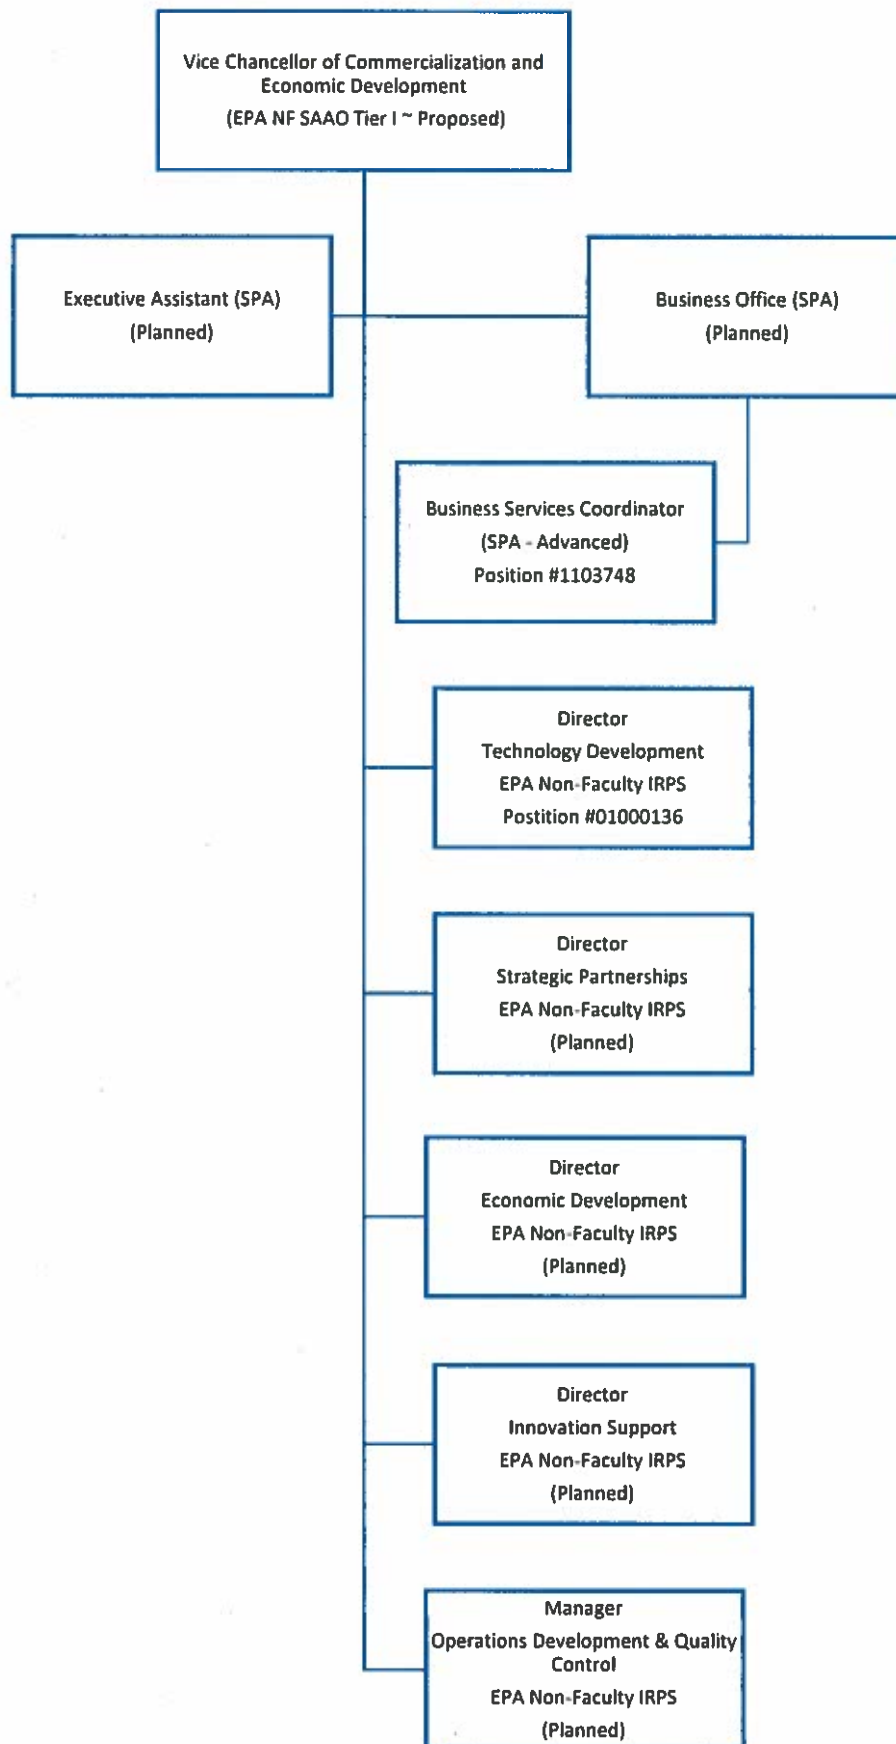 Vice Chancellor of Commercialization and
Economic Development
(EPA NF SAAO Tier I ~ Proposed)
Executive Assistant (SPA)
(Planned)
Business Office (SPA)
(Planned)
Business Services Coordinator
(SPA - Advanced)
Position #1103748
Director
Technology Development
EPA Non-Faculty IRPS
Postition #01000136
Director
Strategic Partnerships
EPA Non-Faculty IRPS
(Planned)
Director
Economic Development
EPA Non-Faculty IRPS
(Planned)
Director
Innovation Support
EPA Non-Faculty IRPS
(Planned)
Manager
Operations Development & Quality
Control
EPA Non-Faculty IRPS
(Planned)